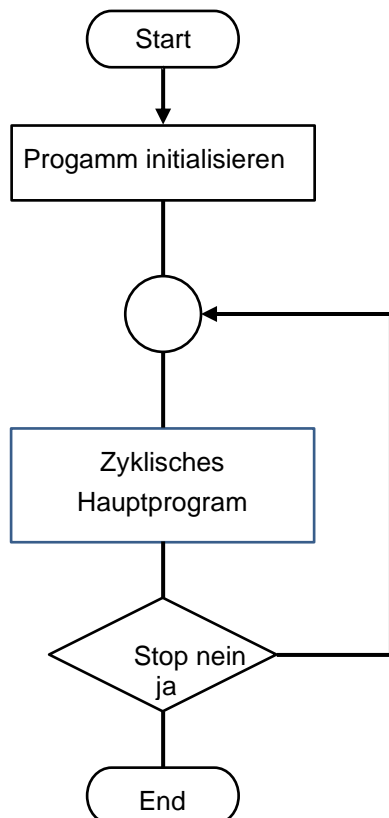 Start
Progamm initialisieren
Zyklisches
Hauptprogram
Stop nein
ja
End